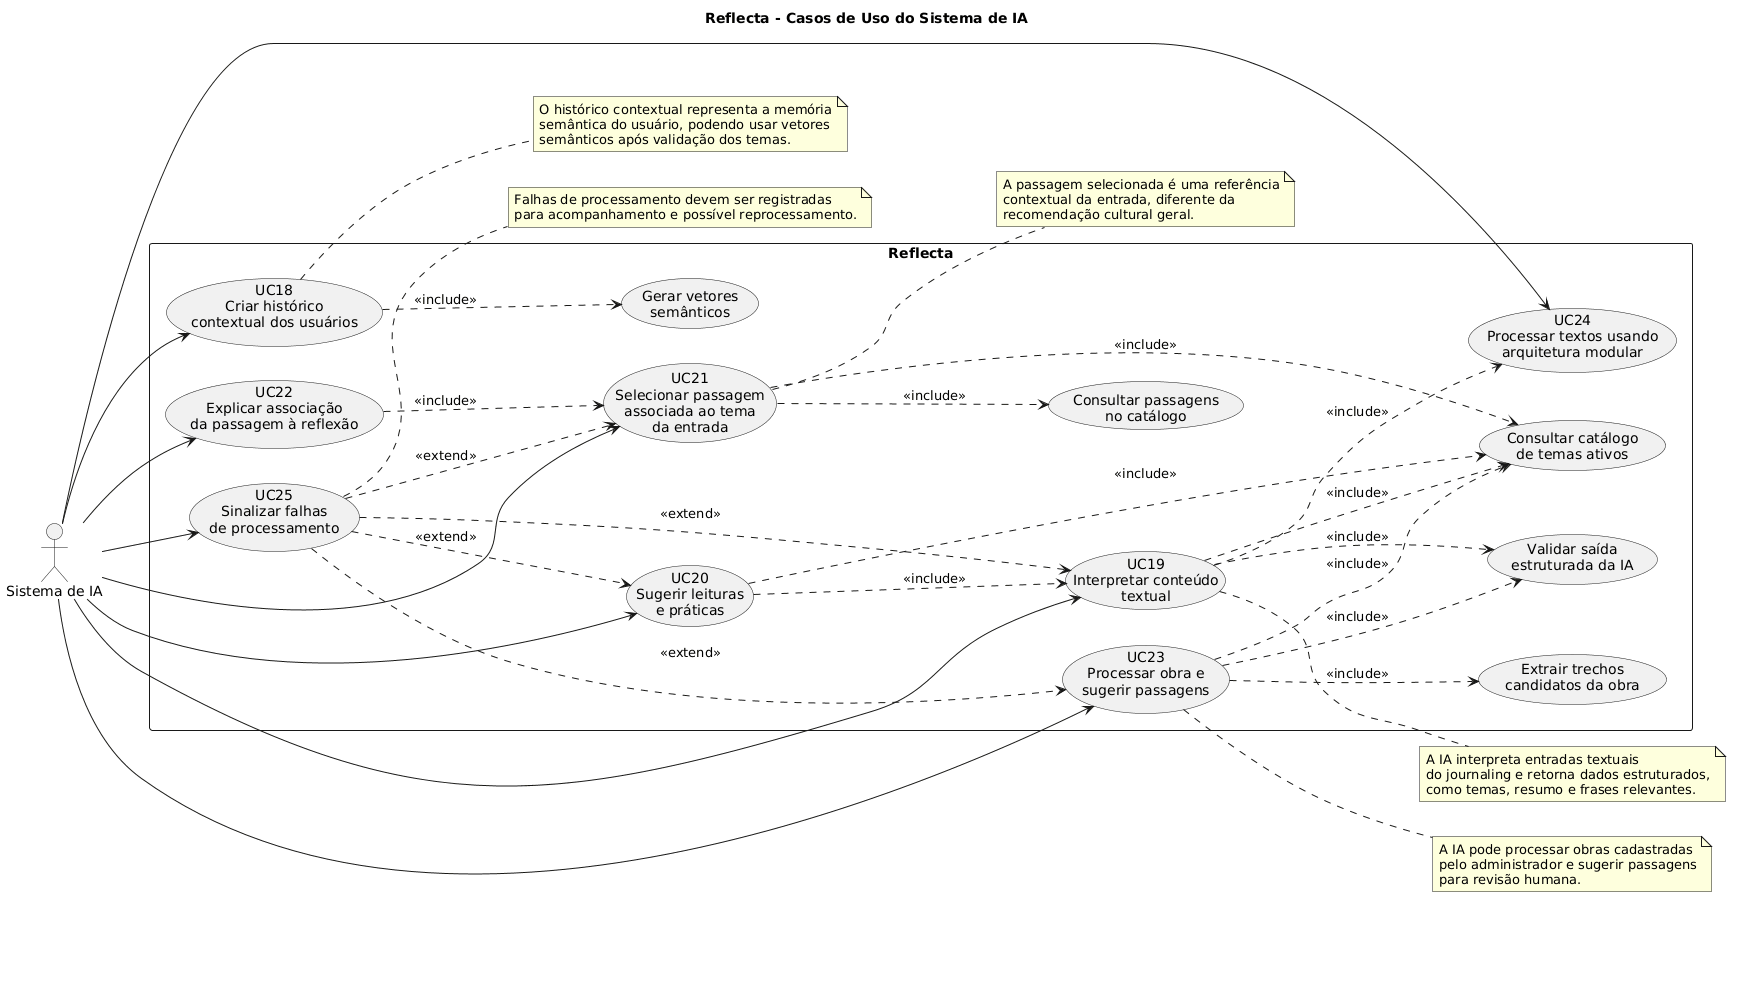 Reflecta - Casos de Uso do Sistema de IA
O histórico contextual representa a memória
semântica do usuário, podendo usar vetores
semânticos após validação dos temas.
Falhas de processamento devem ser registradas
para acompanhamento e possível reprocessamento.
A passagem selecionada é uma referência
contextual da entrada, diferente da
recomendação cultural geral.
Reflecta
UC18
Criar histórico
contextual dos usuários
«include»
Gerar vetores
semânticos
UC24
Processar textos usando
arquitetura modular
UC22
Explicar associação
da passagem à reflexão
«include»
UC21
Selecionar passagem
associada ao tema
da entrada
«include»
«include»
Consultar passagens
no catálogo
«include»
Consultar catálogo
de temas ativos
«extend»
«include»
UC25
Sinalizar falhas
de processamento
«extend»
«include»
«extend»
«include»
Validar saída
estruturada da IA
«include»
Sistema de IA
UC20
Sugerir leituras
e práticas
«include»
UC19
Interpretar conteúdo
textual
«include»
«extend»
UC23
Processar obra e
sugerir passagens
«include»
Extrair trechos
candidatos da obra
A IA interpreta entradas textuais
do journaling e retorna dados estruturados,
como temas, resumo e frases relevantes.
A IA pode processar obras cadastradas
pelo administrador e sugerir passagens
para revisão humana.